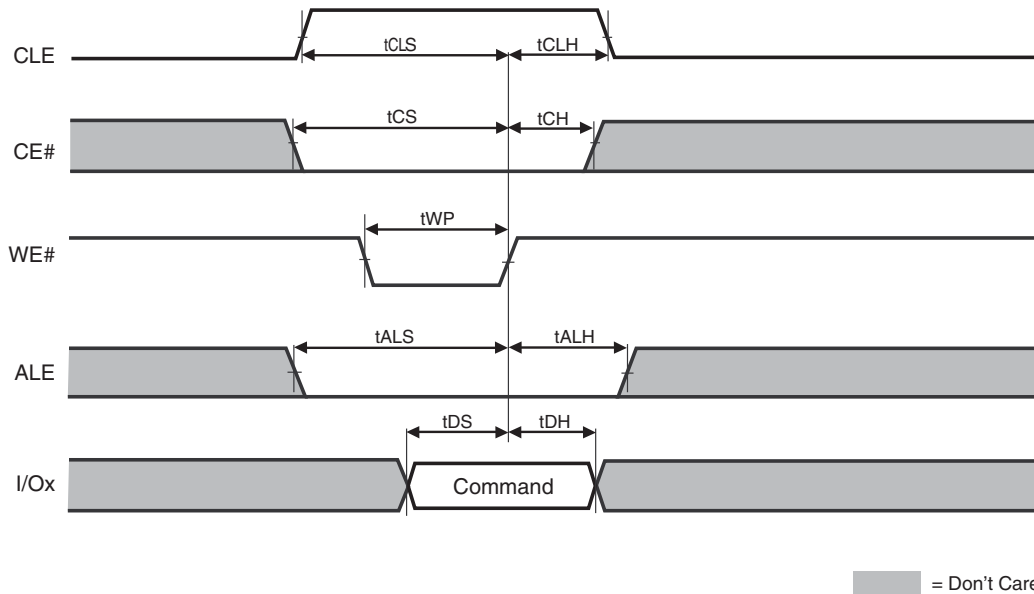 CLE
tCLS
tCLH
CE#
tCS
tCH
WE#
tWP
ALE
tALS
tALH
I/Ox
tDS
tDH
Command
= Don't Care